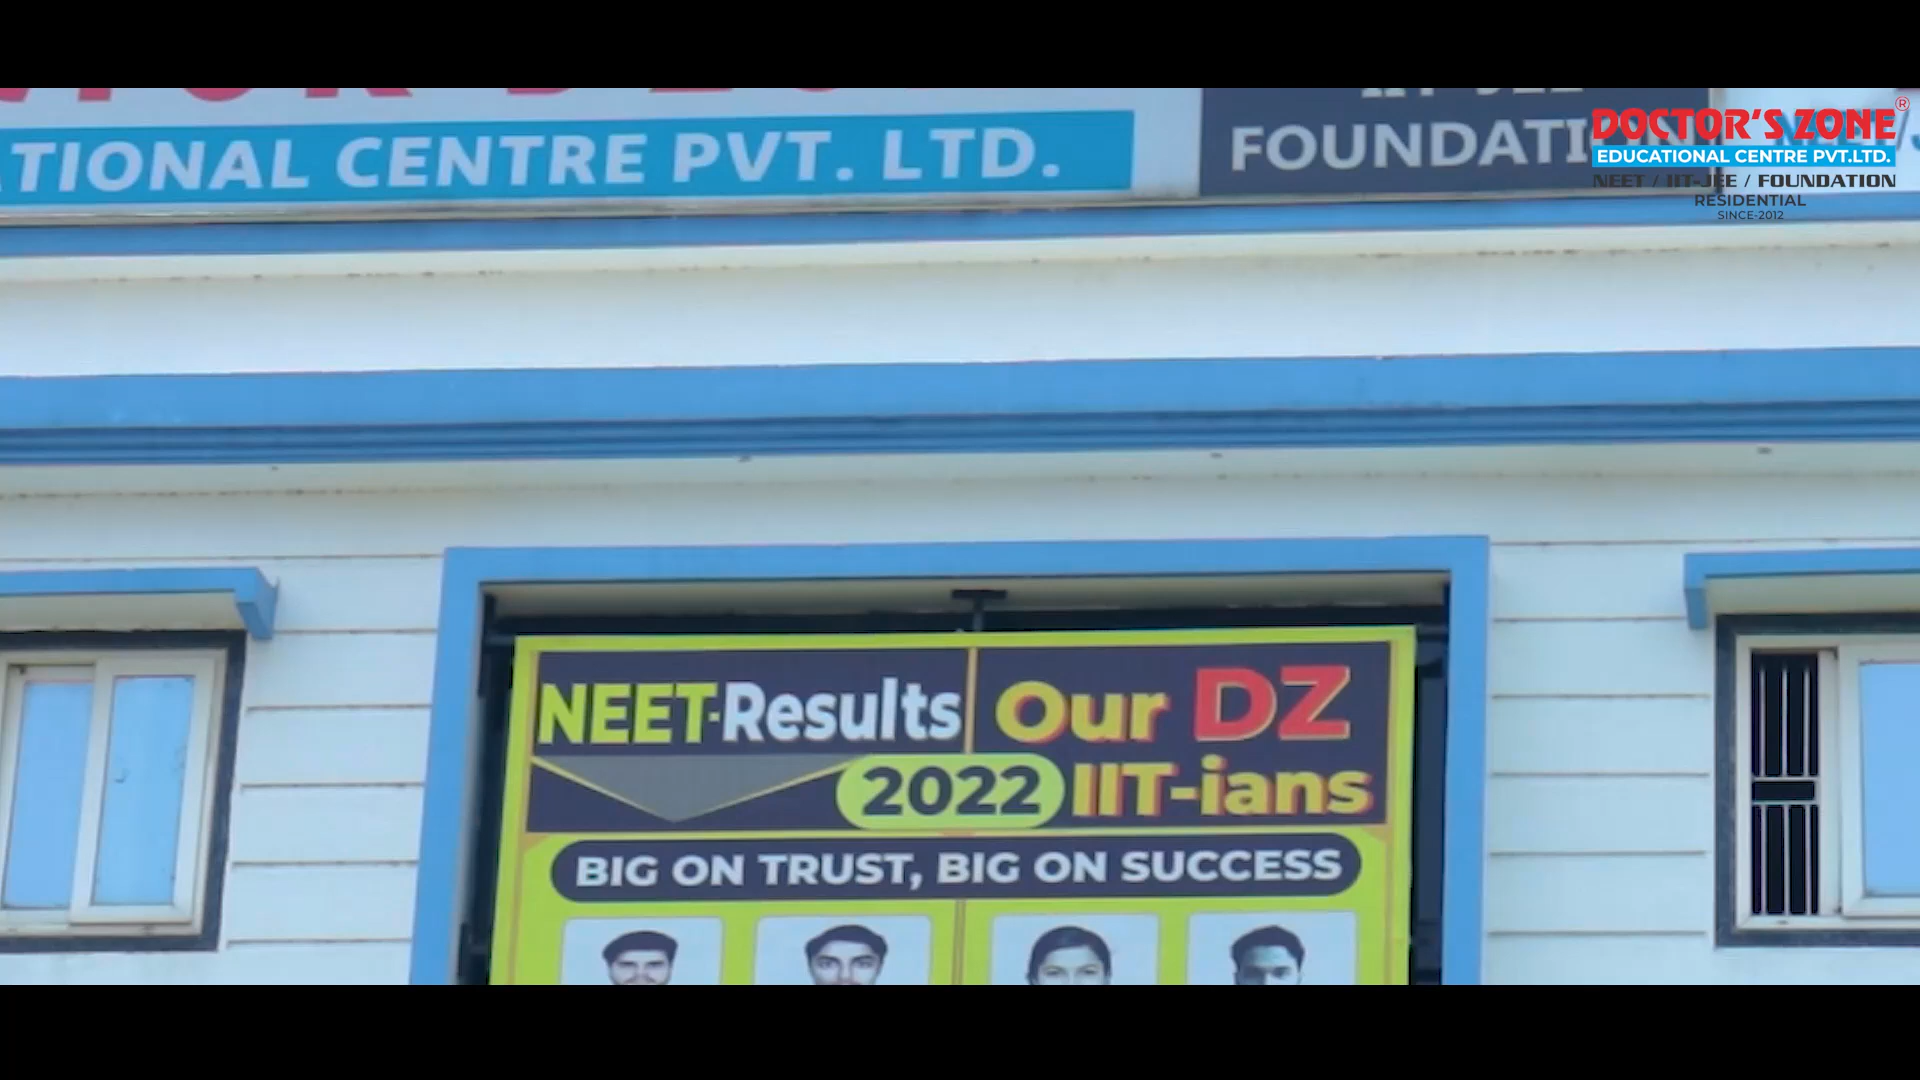 TIONAL CENTRE PVT. LTD.
FOUNDATI
DOCTOR'S ZONE®
EDUCATIONAL CENTRE PVT.LTD.
NEET / IIT-JEE / FOUNDATION
RESIDENTIAL
SINCE-2012
NEET-Results
Our DZ
2022
IIT-ians
BIG ON TRUST, BIG ON SUCCESS